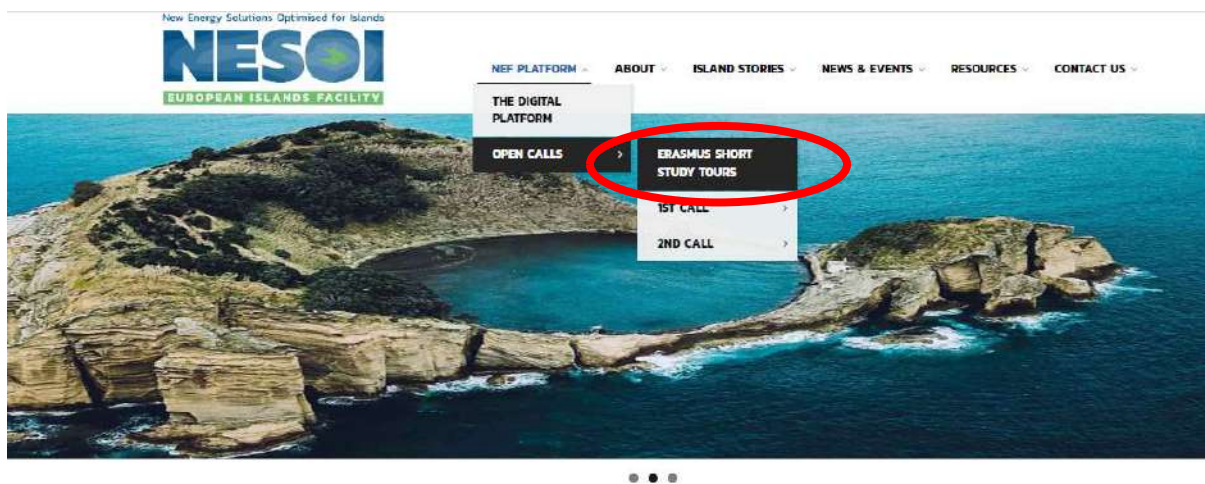 New Energy Solutions Optimised for Islands
NESOI
EUROPEAN ISLANDS FACILITY
NEF PLATFORM ABOUT ISLAND STORIES NEWS & EVENTS RESOURCES CONTACT US
THE DIGITAL
PLATFORM
OPEN CALLS
ERASMUS SHORT
STUDY TOURS
1ST CALL
2ND CALL